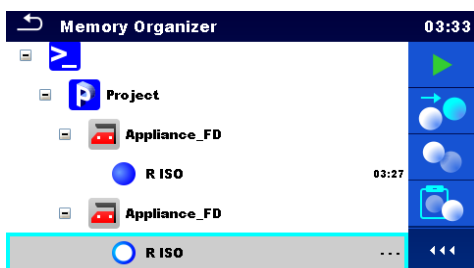 Memory Organizer 03:33
>_
P Project
Appliance_FD
R ISO 03:27
Appliance_FD
R ISO ---